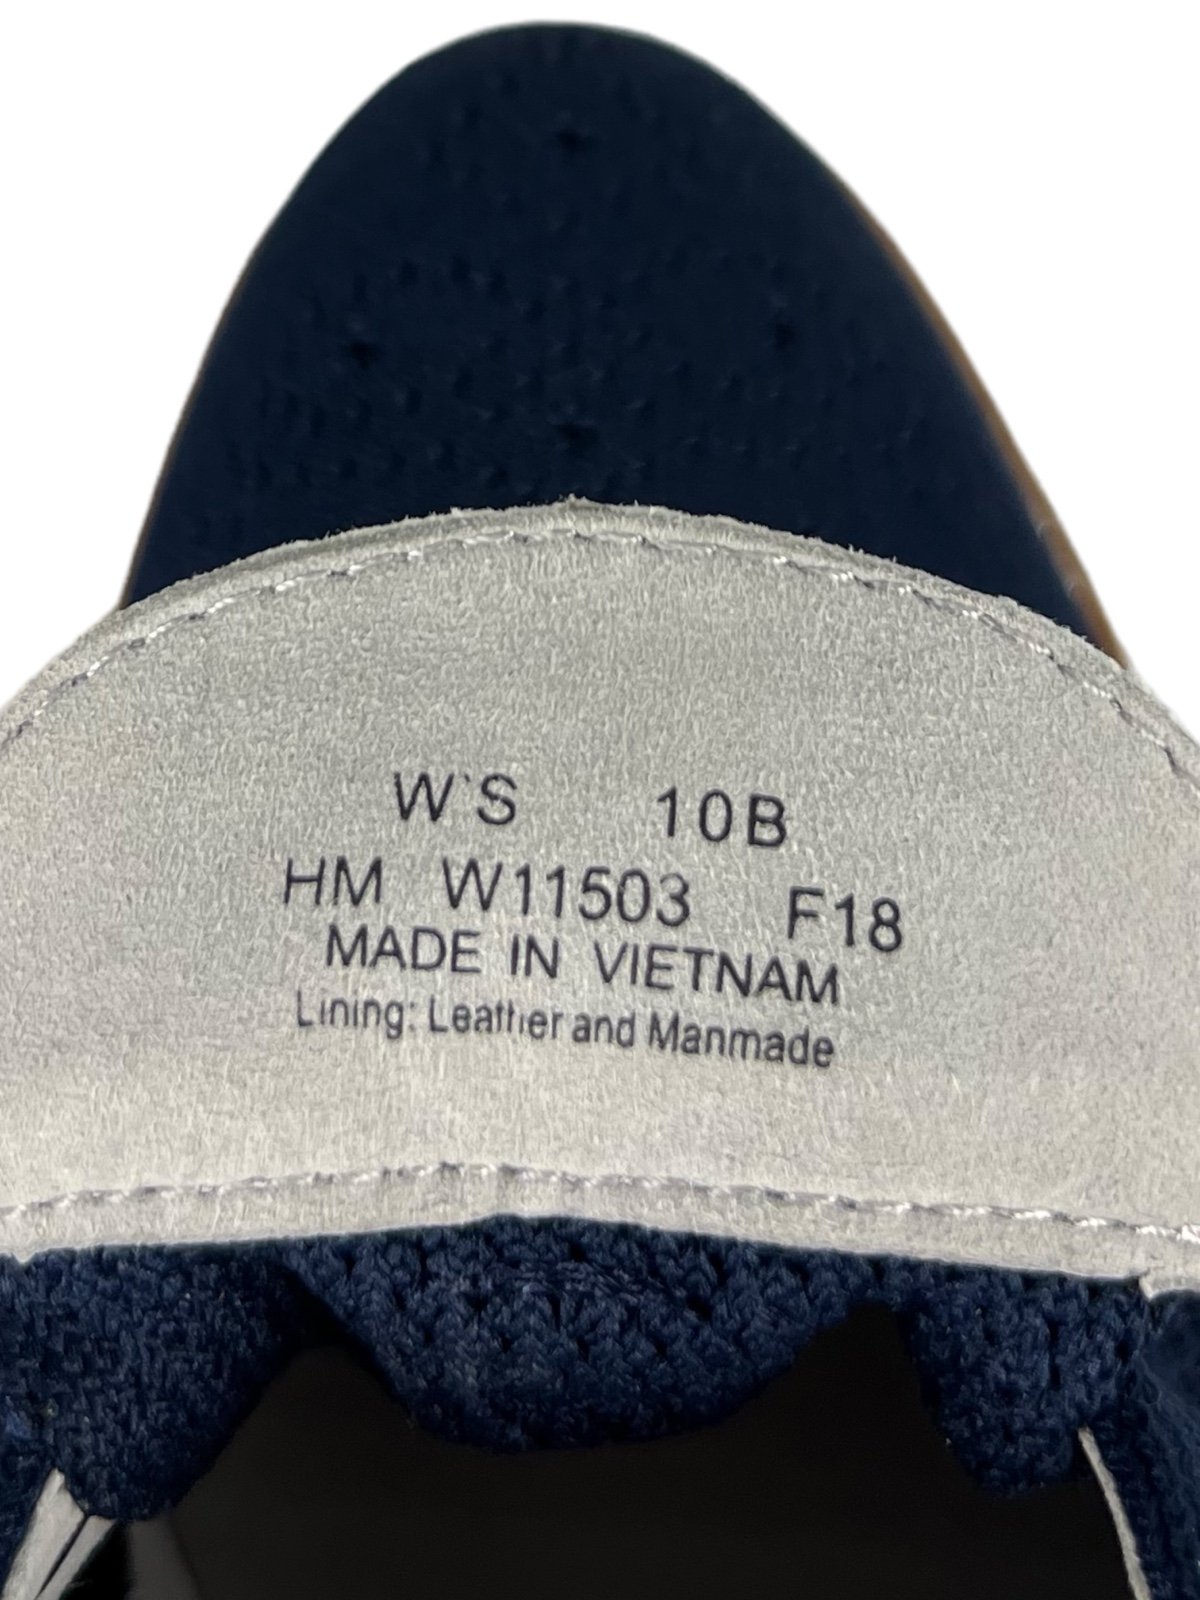 W'S 10B
HM W11503 F18
MADE IN VIETNAM
Lining: Leather and Manmade